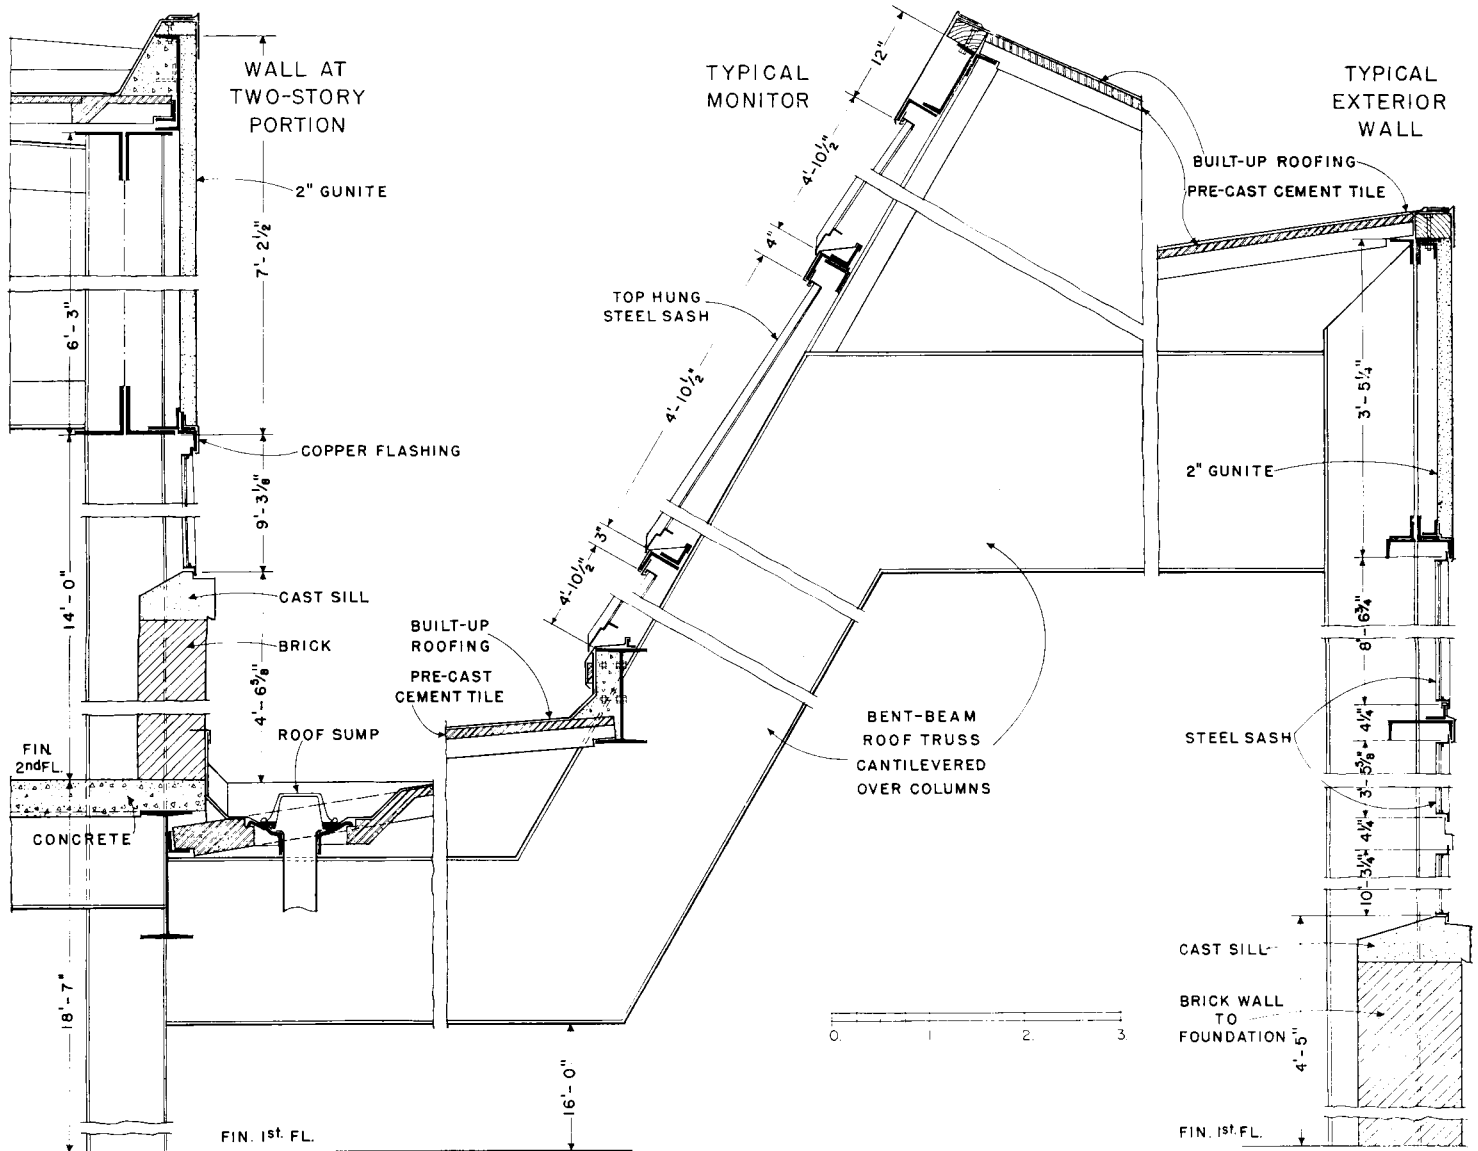 WALL AT
TWO-STORY
PORTION
2" GUNITE
7'-2½"
6'-3"
COPPER FLASHING
9'-3⅛"
14'-0"
CAST SILL
BRICK
4'-6⅝"
ROOF SUMP
FIN.
2nd FL.
CONCRETE
18'-7"
FIN. 1st. FL.
TYPICAL
MONITOR
12"
4'-10½"
4"
TOP HUNG
STEEL SASH
4'-10½"
3"
4'-10½"
BUILT-UP
ROOFING
PRE-CAST
CEMENT TILE
BENT-BEAM
ROOF TRUSS
CANTILEVERED
OVER COLUMNS
16'-0"
0. 1 2. 3.
TYPICAL
EXTERIOR
WALL
BUILT-UP ROOFING
PRE-CAST CEMENT TILE
3'-5¼"
2" GUNITE
8'-6¾"
4¼"
STEEL SASH
3'-5⅜"
4¼"
10'-3¼"
CAST SILL
BRICK WALL
TO
FOUNDATION
4'-5"
FIN. 1st. FL.